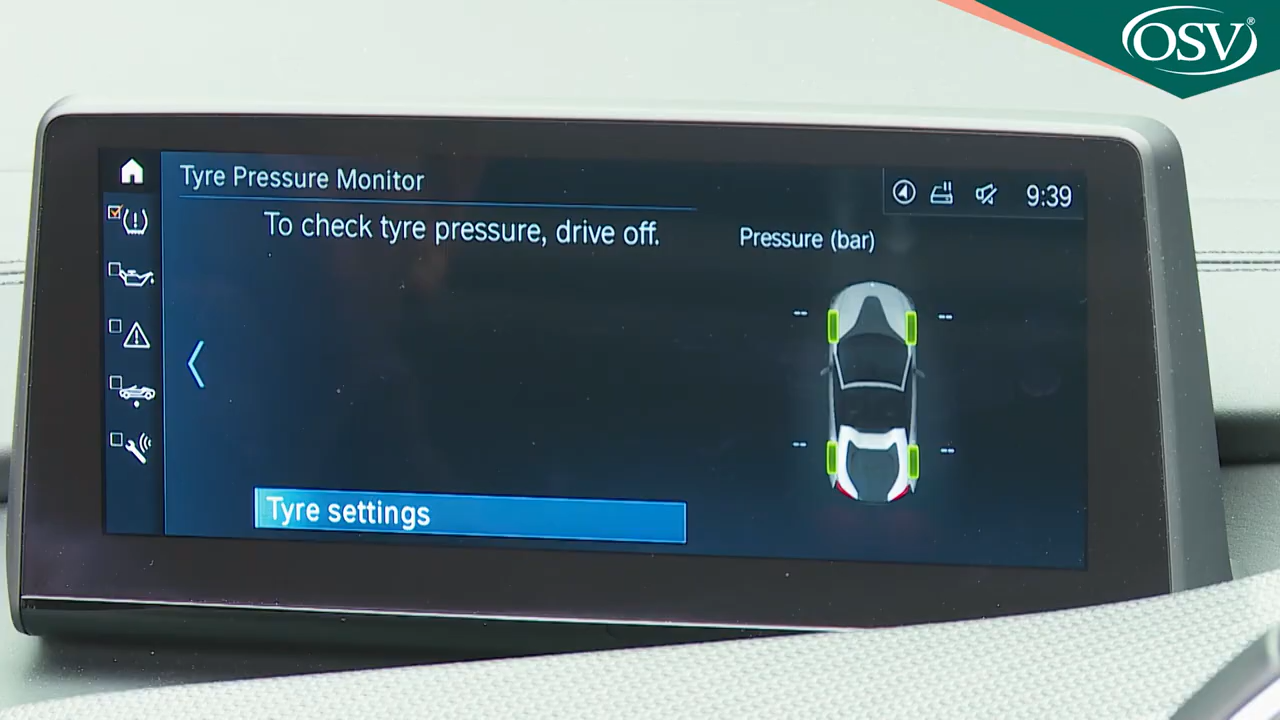 OSV®
Tyre Pressure Monitor
9:39
To check tyre pressure, drive off.
Pressure (bar)
-- --
-- --
Tyre settings